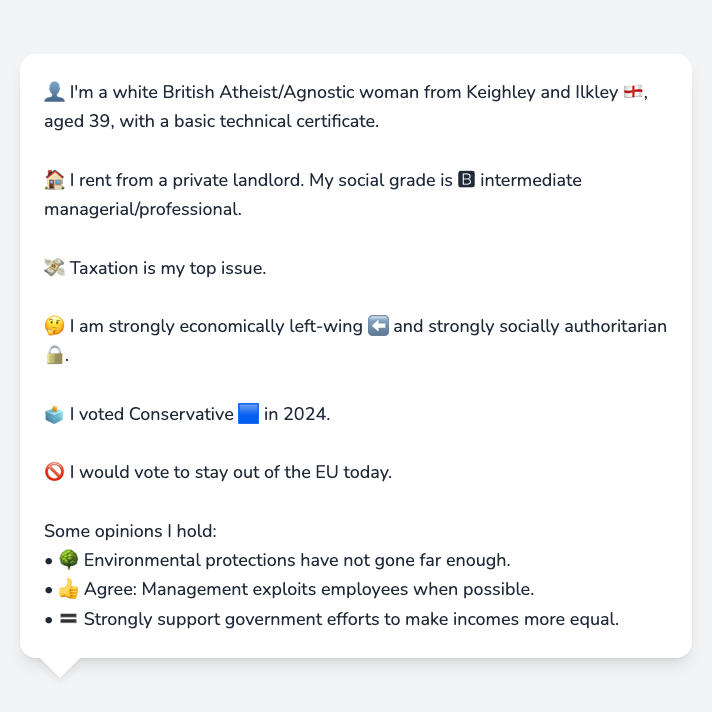 👤 I'm a white British Atheist/Agnostic woman from Keighley and Ilkley 🏴󠁧󠁢󠁥󠁮󠁧󠁿,
aged 39, with a basic technical certificate.
🏠 I rent from a private landlord. My social grade is 🅱 intermediate
managerial/professional.
💸 Taxation is my top issue.
🤔 I am strongly economically left-wing ⬅️ and strongly socially authoritarian
🔒.
🗳️ I voted Conservative 🟦 in 2024.
🚫 I would vote to stay out of the EU today.
Some opinions I hold:
• 🌳 Environmental protections have not gone far enough.
• 👍 Agree: Management exploits employees when possible.
• 🟰 Strongly support government efforts to make incomes more equal.